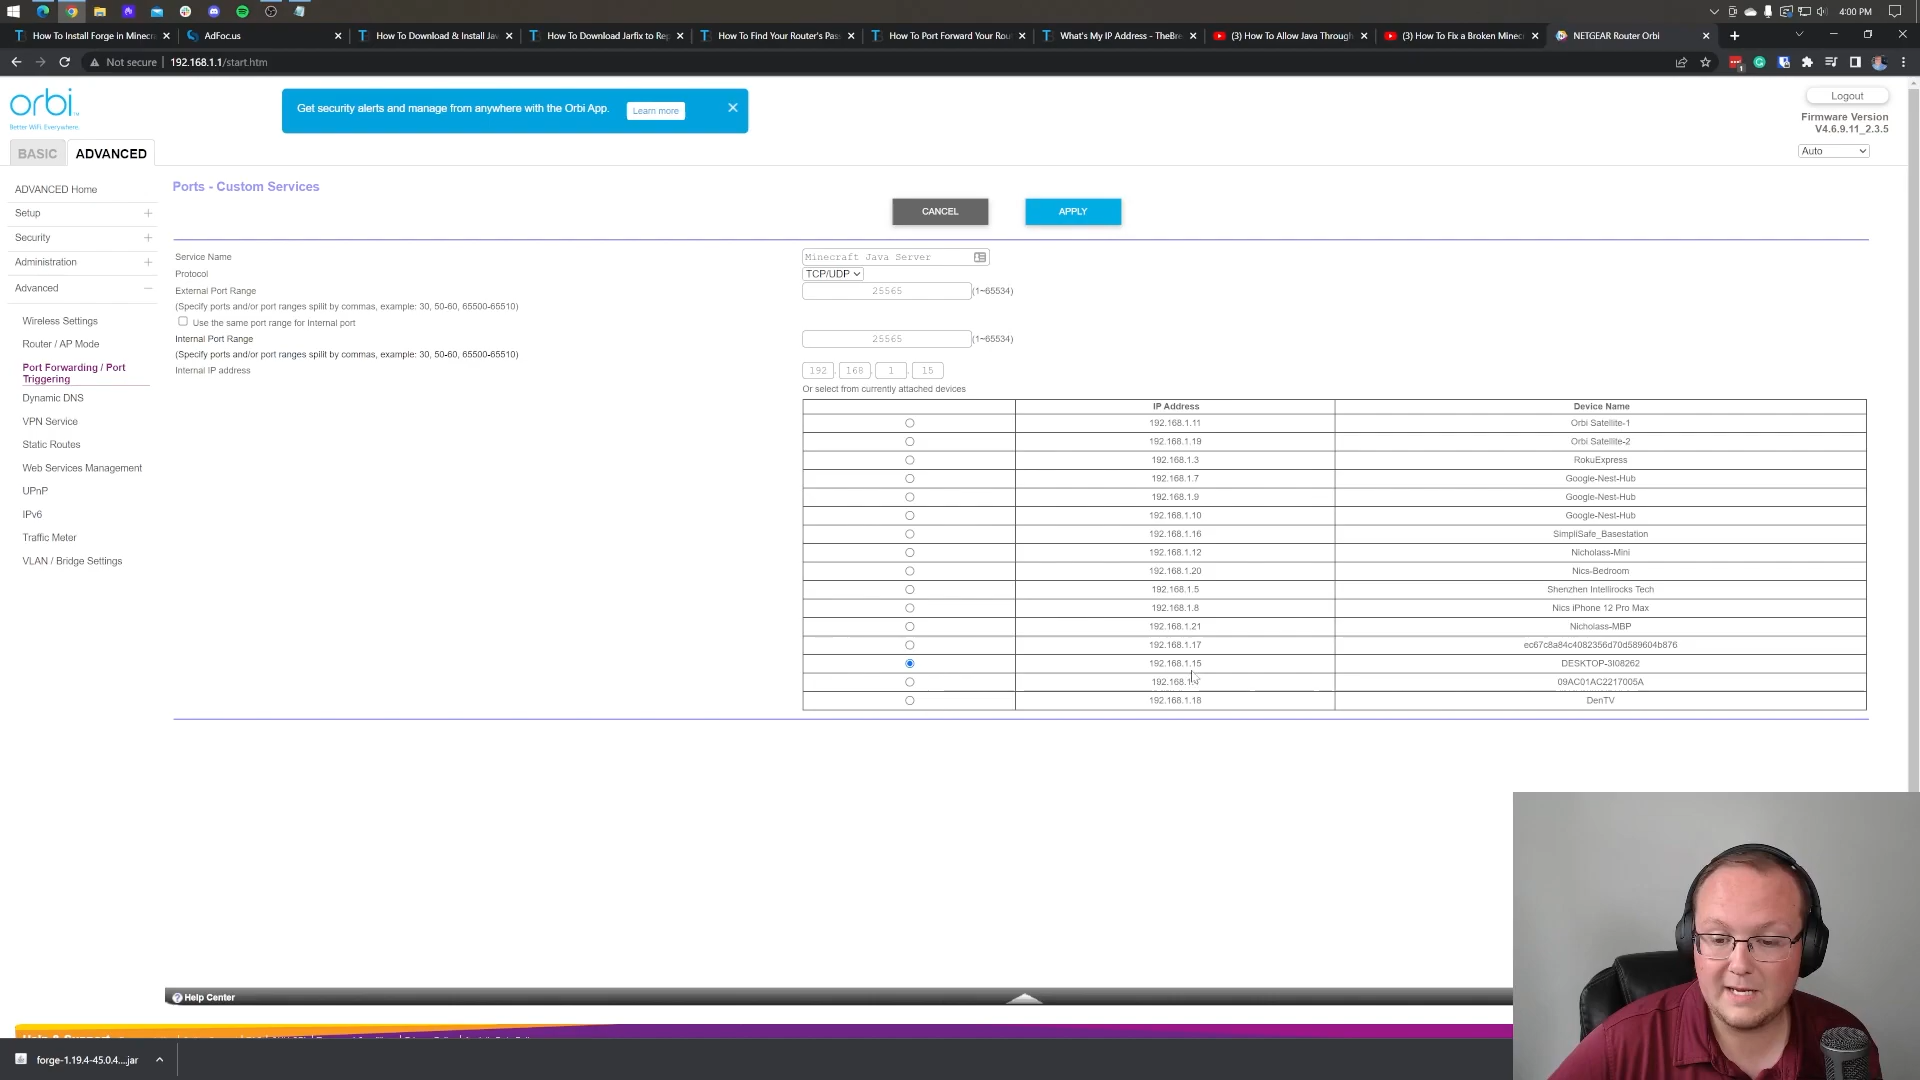 4:00 PM
How To Install Forge in Minecr
AdFoc.us
How To Download & Install Jav
How To Download Jarfix to Rep
How To Find Your Router's Pas
How To Port Forward Your Rou
What's My IP Address - TheBre
(3) How To Allow Java Through
(3) How To Fix a Broken Minec
NETGEAR Router Orbi
Not secure
192.168.1.1/start.htm
orbi
Better WiFi. Everywhere.
Get security alerts and manage from anywhere with the Orbi App.
Learn more
Logout
Firmware Version
V4.6.9.11_2.3.5
Auto
BASIC
ADVANCED
ADVANCED Home
Setup
Security
Administration
Advanced
Wireless Settings
Router / AP Mode
Port Forwarding / Port
Triggering
Dynamic DNS
VPN Service
Static Routes
Web Services Management
UPnP
IPv6
Traffic Meter
VLAN / Bridge Settings
Ports - Custom Services
CANCEL
APPLY
Service Name
Minecraft Java Server
Protocol
TCP/UDP
External Port Range
25565
(1~65534)
(Specify ports and/or port ranges spilit by commas, example: 30, 50-60, 65500-65510)
Use the same port range for Internal port
Internal Port Range
25565
(1~65534)
(Specify ports and/or port ranges spilit by commas, example: 30, 50-60, 65500-65510)
Internal IP address
192 . 168 . 1 . 15
Or select from currently attached devices
IP Address Device Name
192.168.1.11 Orbi Satellite-1
192.168.1.19 Orbi Satellite-2
192.168.1.3 RokuExpress
192.168.1.7 Google-Nest-Hub
192.168.1.9 Google-Nest-Hub
192.168.1.10 Google-Nest-Hub
192.168.1.16 SimpliSafe_Basestation
192.168.1.12 Nicholass-Mini
192.168.1.20 Nics-Bedroom
192.168.1.5 Shenzhen Intellirocks Tech
192.168.1.8 Nics iPhone 12 Pro Max
192.168.1.21 Nicholass-MBP
192.168.1.17 ec67c8a84c4082356d70d589604b876
192.168.1.15 DESKTOP-3I08262
192.168.1.4 09AC01AC2217005A
192.168.1.18 DenTV
Help Center
forge-1.19.4-45.0.4....jar